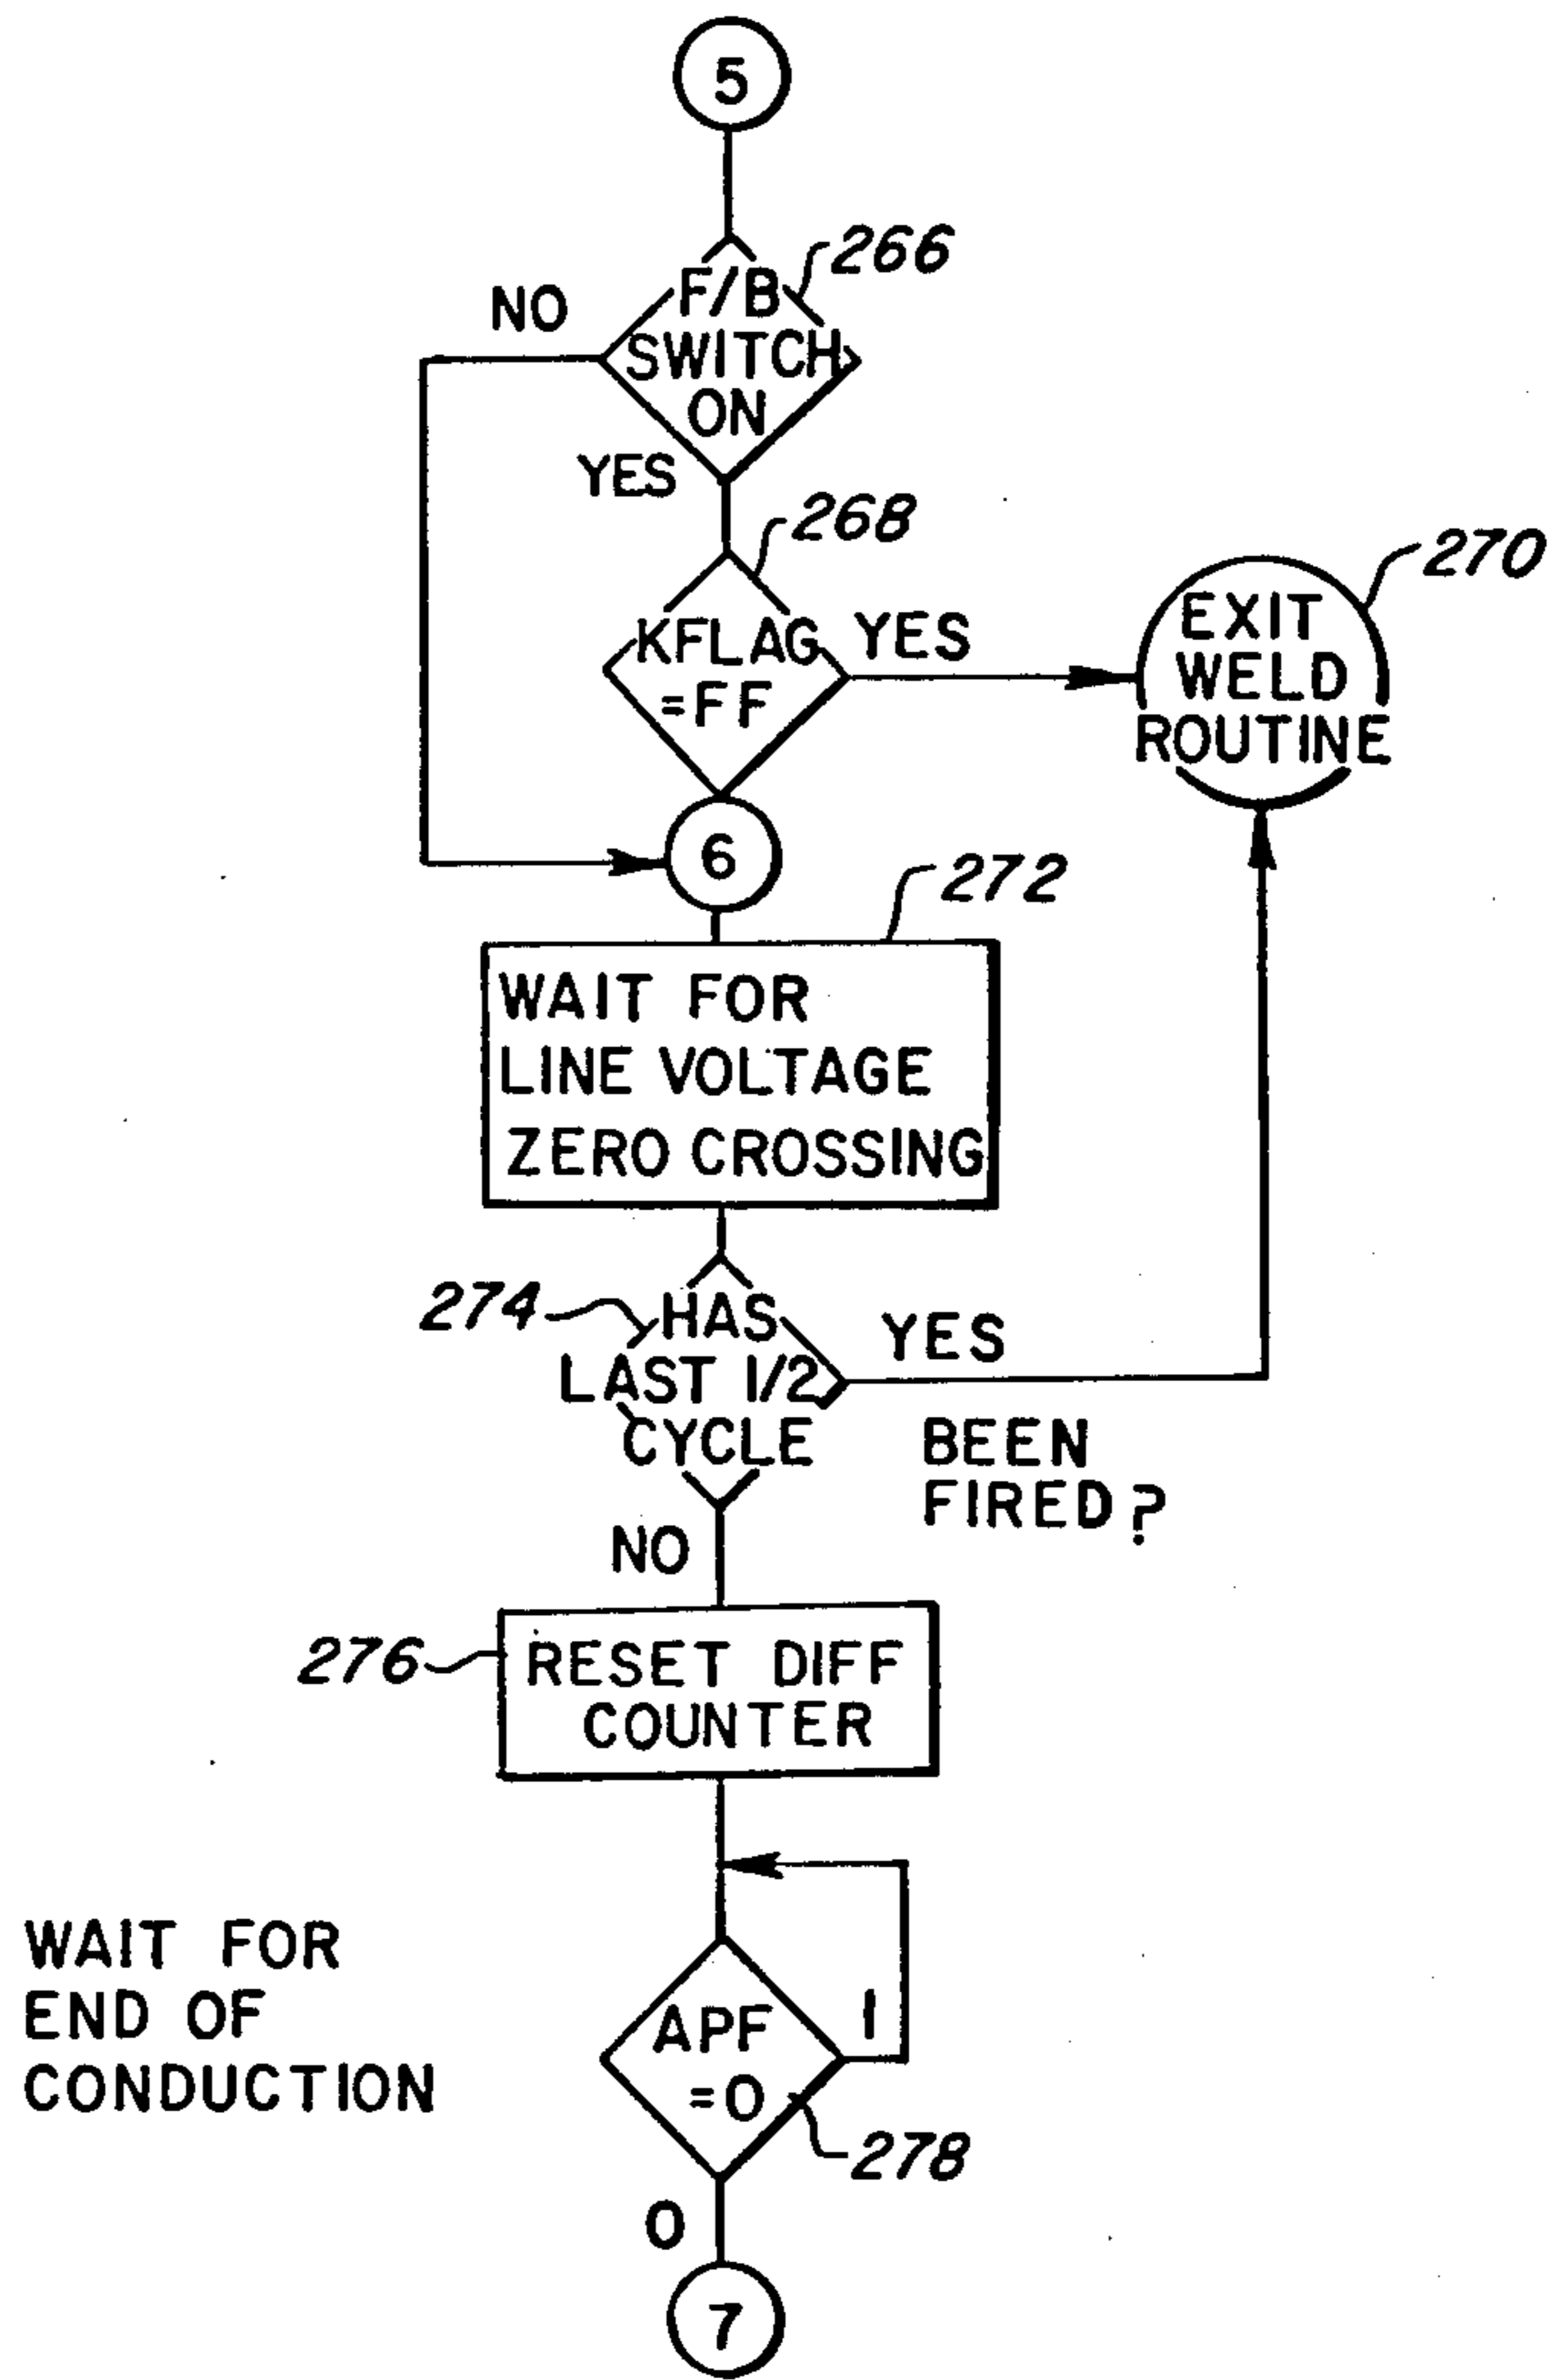 5
266
F/B
SWITCH
ON
NO
YES
268
KFLAG
=FF
YES
270
EXIT
WELD
ROUTINE
6
272
WAIT FOR
LINE VOLTAGE
ZERO CROSSING
274
HAS
LAST 1/2
CYCLE
YES
BEEN
FIRED?
NO
276
RESET DIFF
COUNTER
WAIT FOR
END OF
CONDUCTION
APF
=0
1
278
0
7